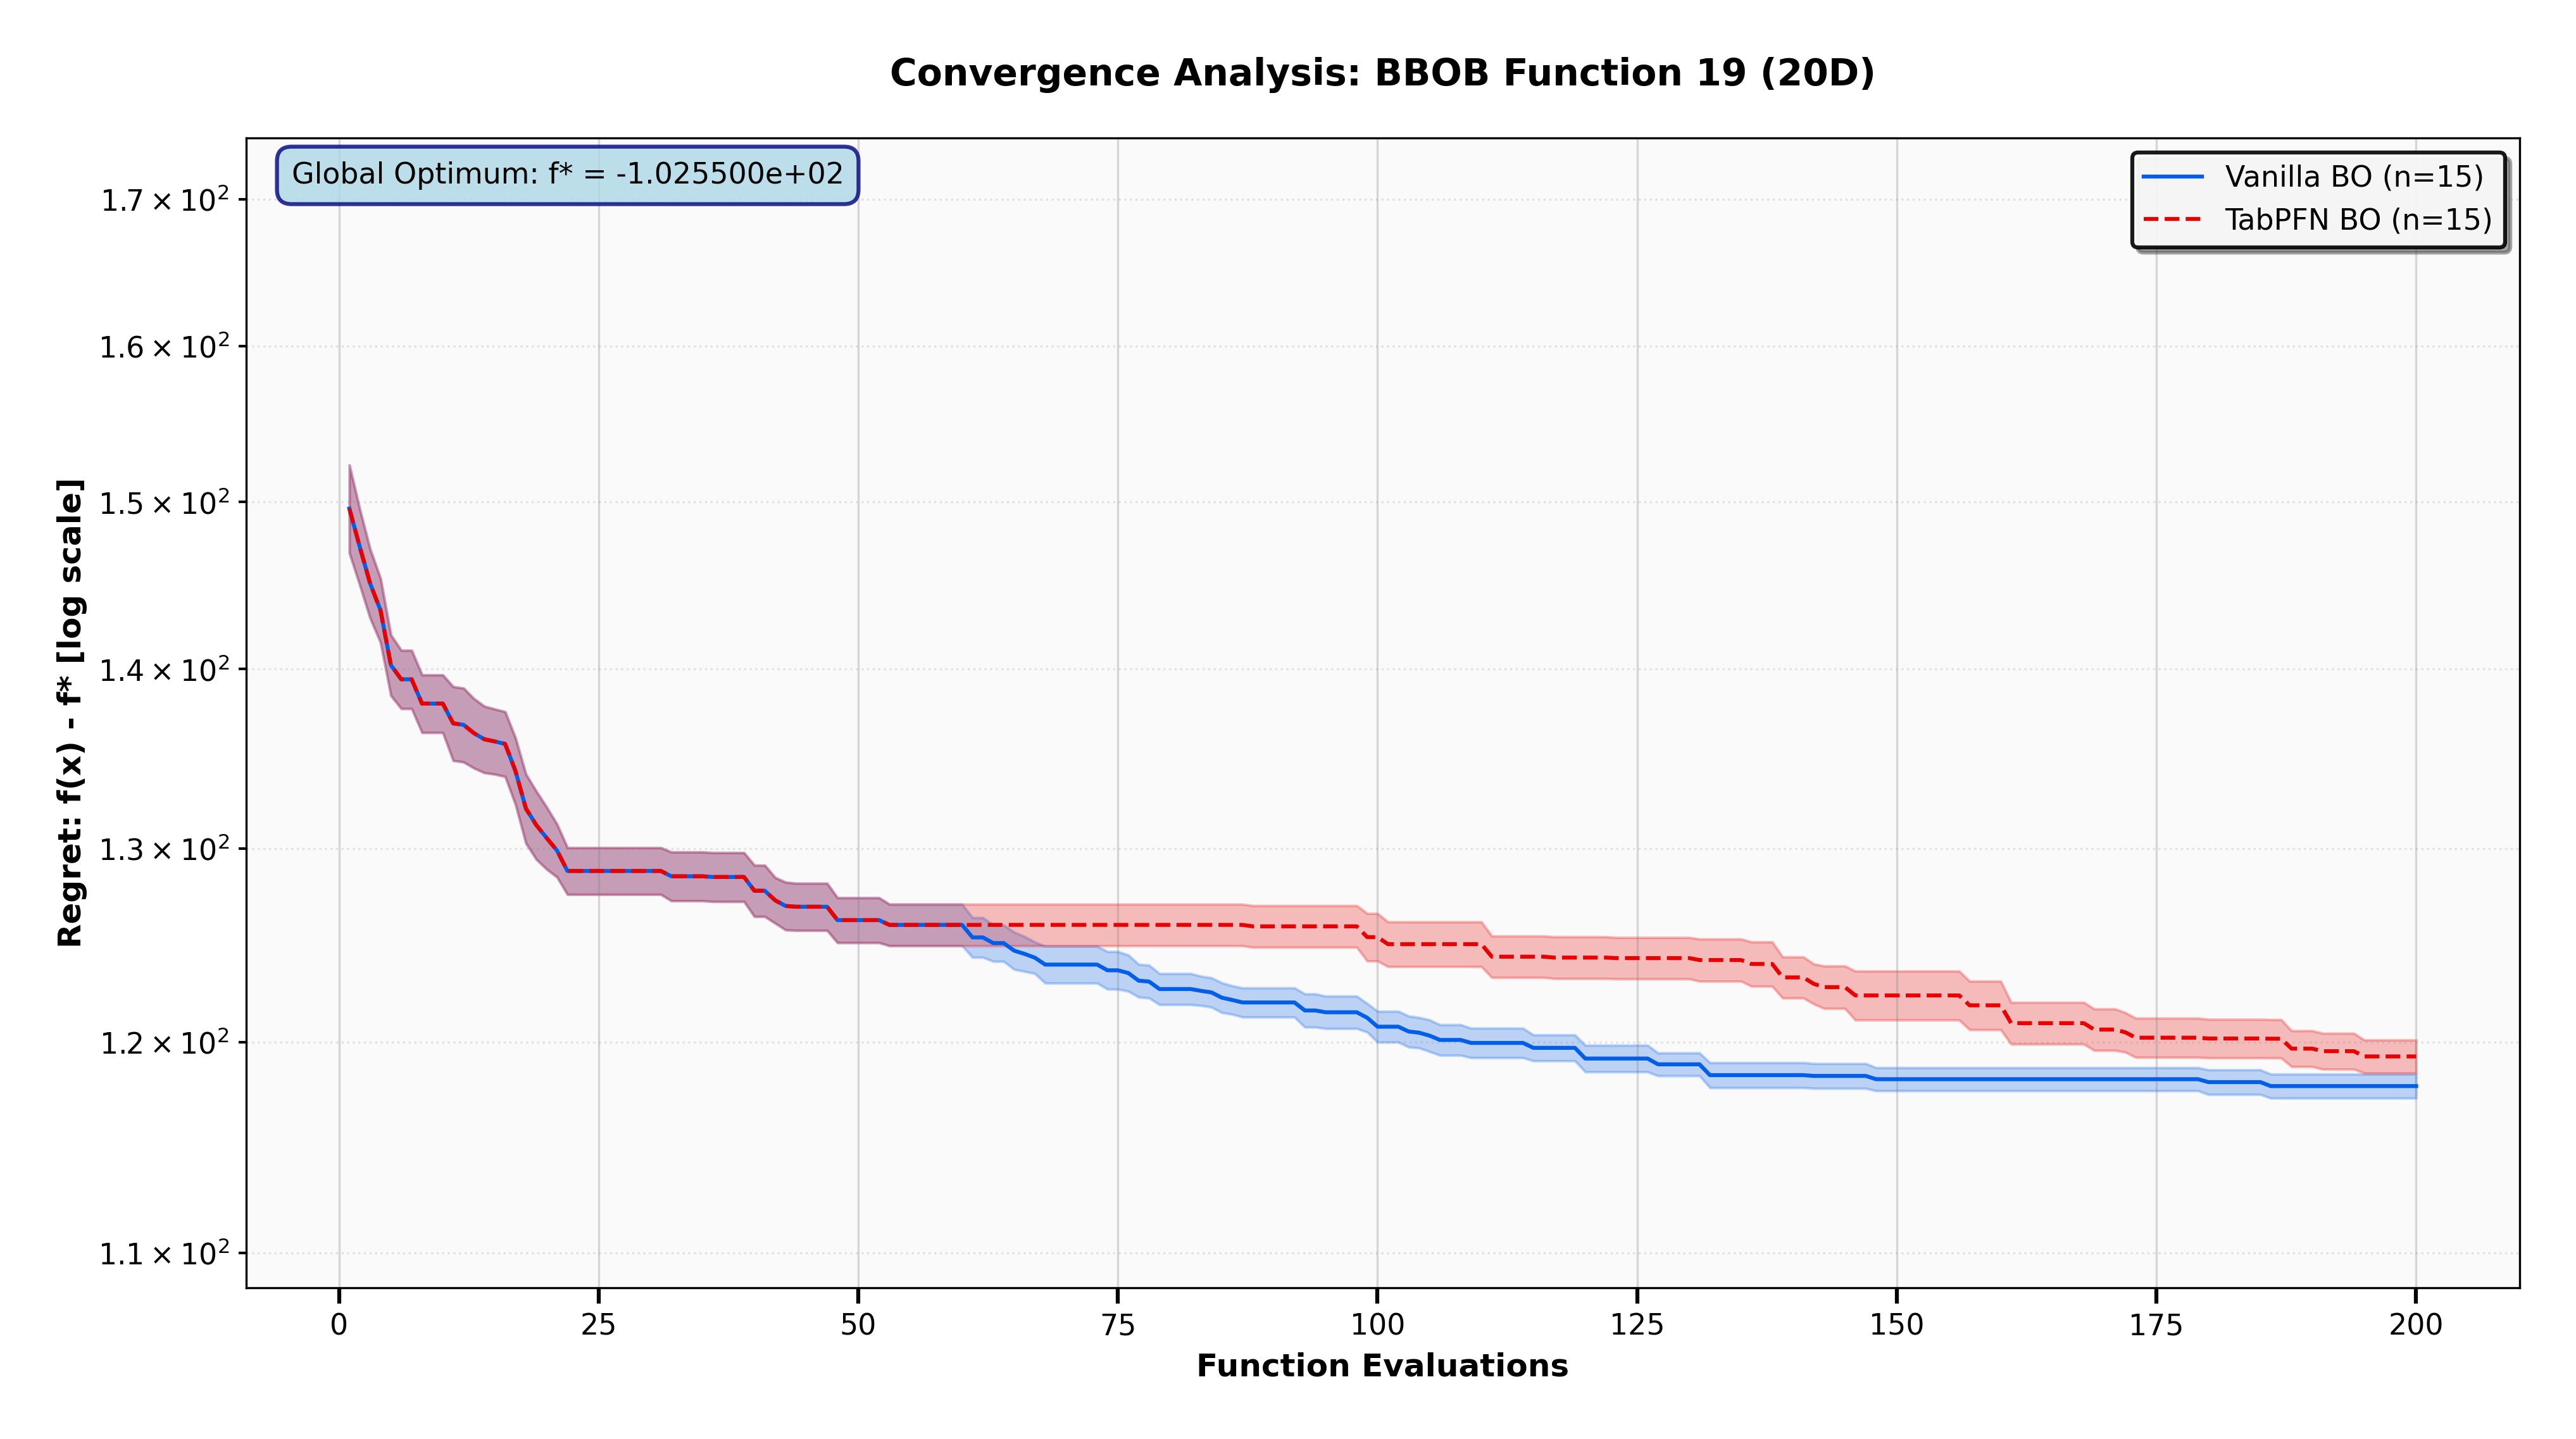 Convergence Analysis: BBOB Function 19 (20D)
Global Optimum: f* = -1.025500e+02
Vanilla BO (n=15)
TabPFN BO (n=15)
1.7 × 10²
1.6 × 10²
1.5 × 10²
1.4 × 10²
1.3 × 10²
1.2 × 10²
1.1 × 10²
Regret: f(x) - f* [log scale]
0 25 50 75 100 125 150 175 200
Function Evaluations